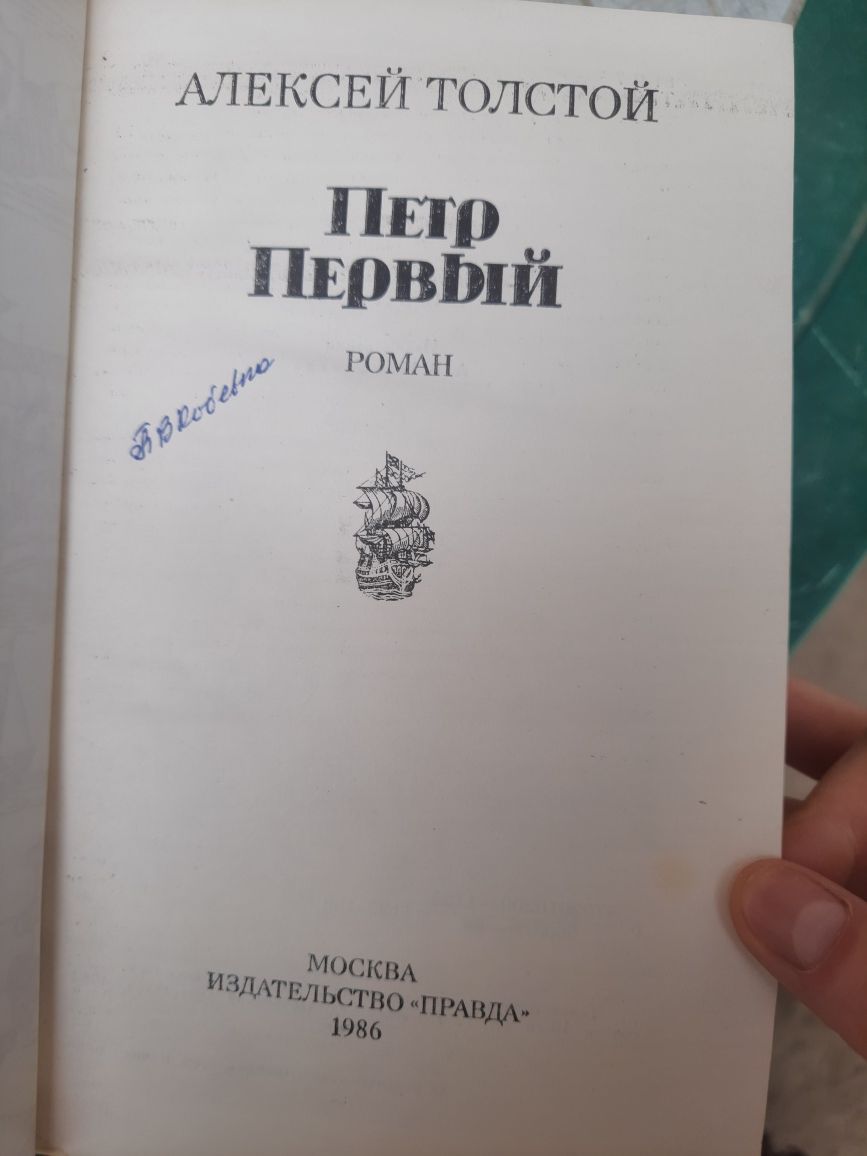 АЛЕКСЕЙ ТОЛСТОЙ
Петр
Первый
РОМАН
МОСКВА
ИЗДАТЕЛЬСТВО «ПРАВДА»
1986